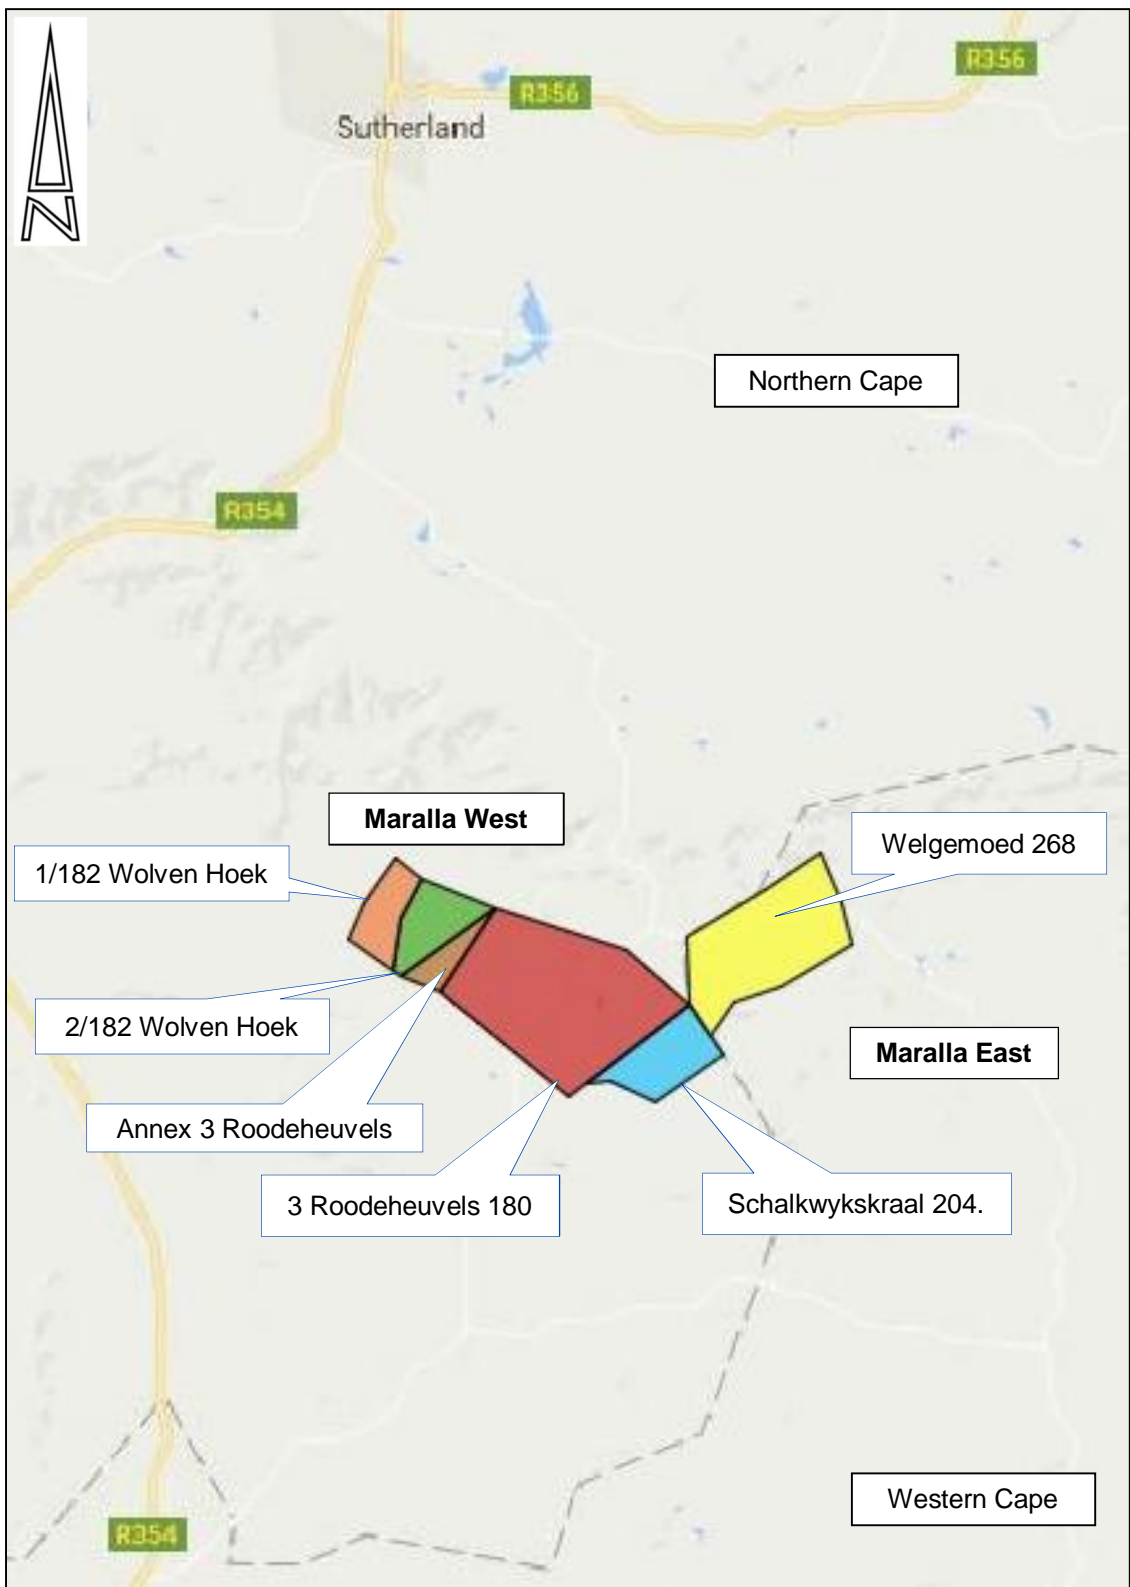 N
R356
R356
Sutherland
Northern Cape
R354
Maralla West
Welgemoed 268
1/182 Wolven Hoek
2/182 Wolven Hoek
Maralla East
Annex 3 Roodeheuvels
3 Roodeheuvels 180
Schalkwykskraal 204.
Western Cape
R354